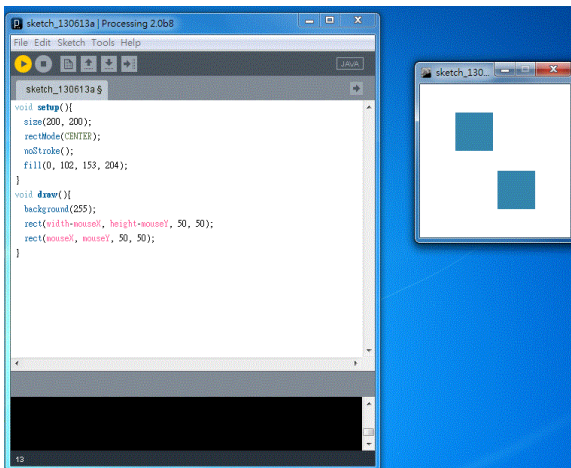 sketch_130613a | Processing 2.0b8
File Edit Sketch Tools Help
JAVA
sketch_130613a §
void setup(){
size(200, 200);
rectMode(CENTER);
noStroke();
fill(0, 102, 153, 204);
}
void draw(){
background(255);
rect(width-mouseX, height-mouseY, 50, 50);
rect(mouseX, mouseY, 50, 50);
}
13
sketch_130...